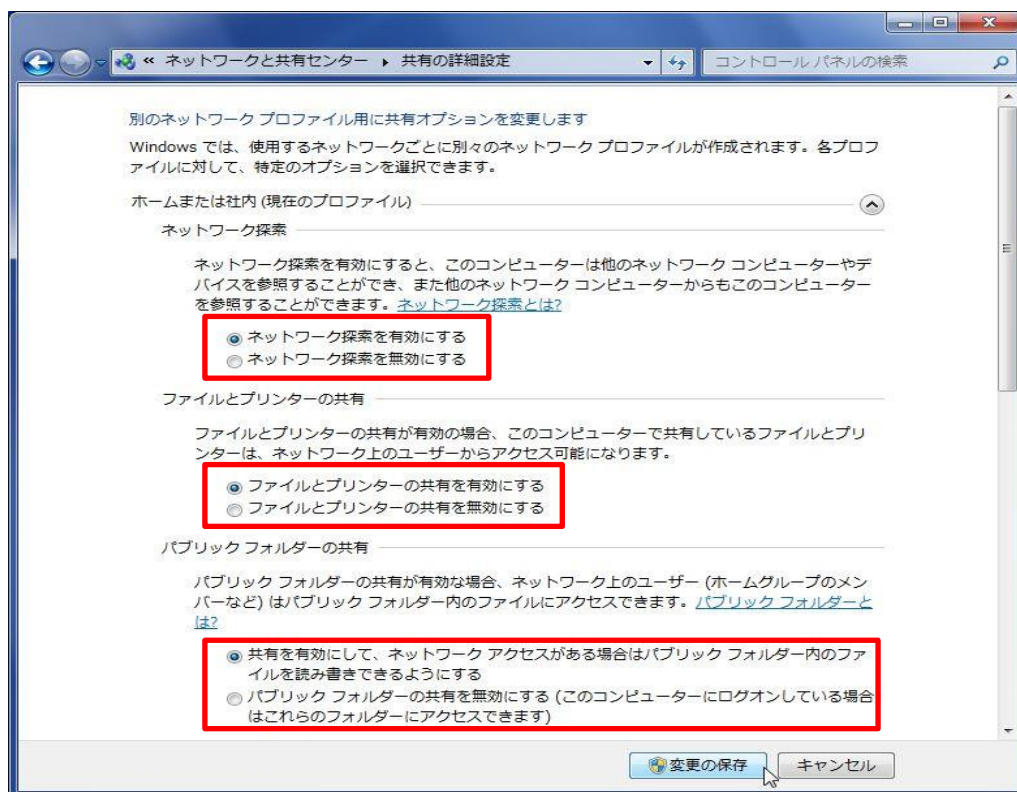 « ネットワークと共有センター ▸ 共有の詳細設定
コントロール パネルの検索
別のネットワーク プロファイル用に共有オプションを変更します
Windows では、使用するネットワークごとに別々のネットワーク プロファイルが作成されます。各プロフ
ァイルに対して、特定のオプションを選択できます。
ホームまたは社内 (現在のプロファイル)
ネットワーク探索
ネットワーク探索を有効にすると、このコンピューターは他のネットワーク コンピューターやデ
バイスを参照することができ、また他のネットワーク コンピューターからもこのコンピューター
を参照することができます。ネットワーク探索とは?
ネットワーク探索を有効にする
ネットワーク探索を無効にする
ファイルとプリンターの共有
ファイルとプリンターの共有が有効の場合、このコンピューターで共有しているファイルとプリ
ンターは、ネットワーク上のユーザーからアクセス可能になります。
ファイルとプリンターの共有を有効にする
ファイルとプリンターの共有を無効にする
パブリック フォルダーの共有
パブリック フォルダーの共有が有効な場合、ネットワーク上のユーザー (ホームグループのメン
バーなど) はパブリック フォルダー内のファイルにアクセスできます。パブリック フォルダーと
は?
共有を有効にして、ネットワーク アクセスがある場合はパブリック フォルダー内のファ
イルを読み書きできるようにする
パブリック フォルダーの共有を無効にする (このコンピューターにログオンしている場合
はこれらのフォルダーにアクセスできます)
変更の保存
キャンセル